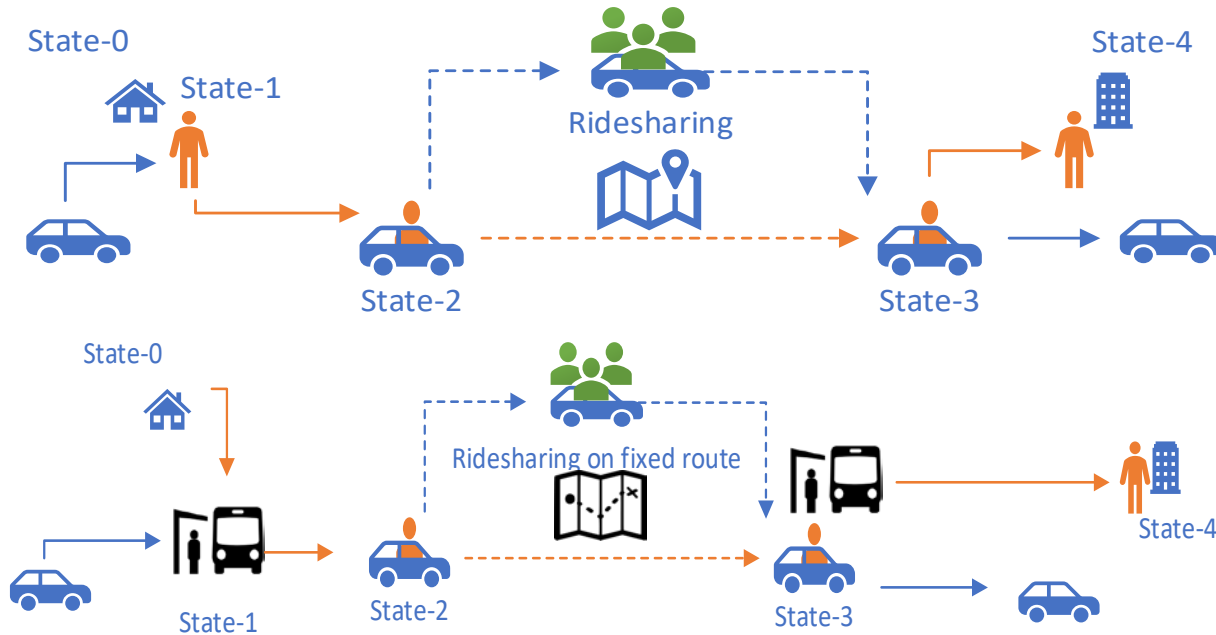 State-0
State-4
State-1
Ridesharing
State-2
State-3
State-0
Ridesharing on fixed route
State-4
State-1
State-2
State-3